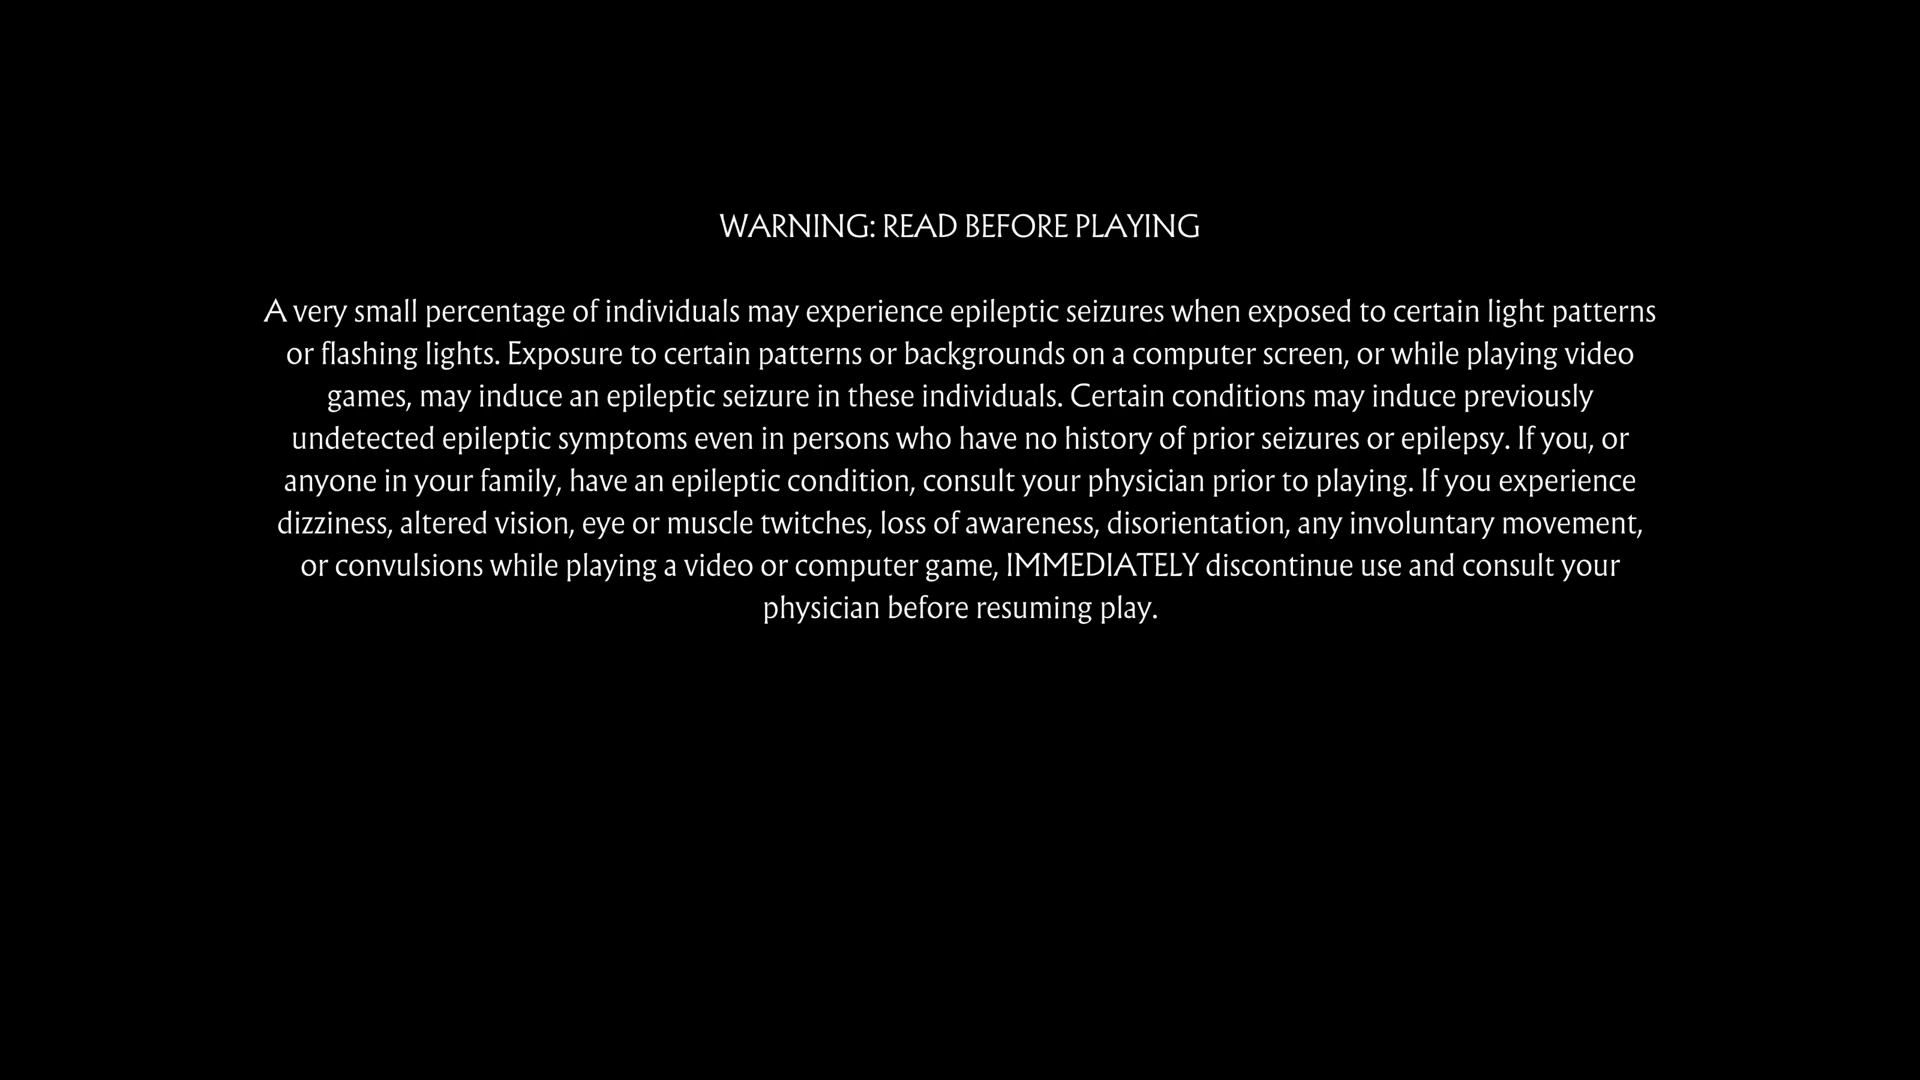 WARNING: READ BEFORE PLAYING
A very small percentage of individuals may experience epileptic seizures when exposed to certain light patterns
or flashing lights. Exposure to certain patterns or backgrounds on a computer screen, or while playing video
games, may induce an epileptic seizure in these individuals. Certain conditions may induce previously
undetected epileptic symptoms even in persons who have no history of prior seizures or epilepsy. If you, or
anyone in your family, have an epileptic condition, consult your physician prior to playing. If you experience
dizziness, altered vision, eye or muscle twitches, loss of awareness, disorientation, any involuntary movement,
or convulsions while playing a video or computer game, IMMEDIATELY discontinue use and consult your
physician before resuming play.